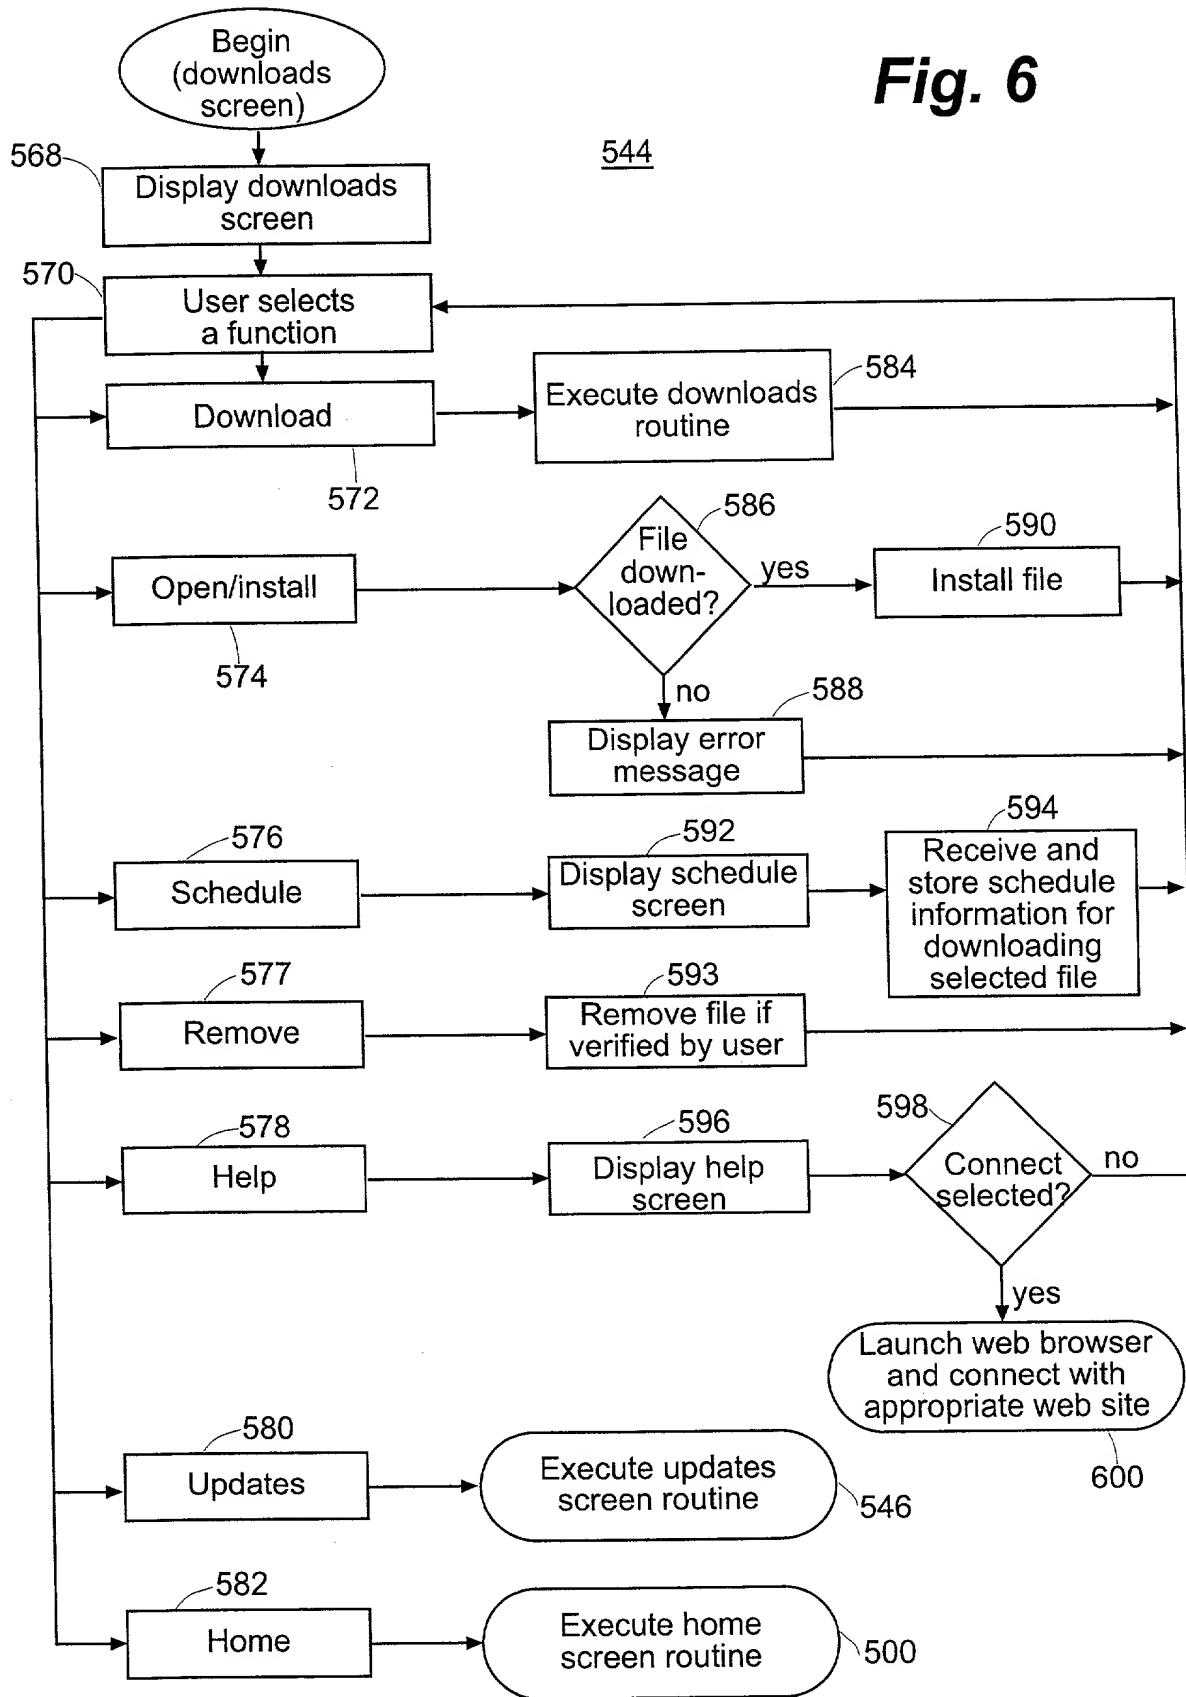 Begin
(downloads
screen)
Fig. 6
544
568
Display downloads
screen
570
User selects
a function
Download
572
Execute downloads
routine
584
Open/install
574
File
down-
loaded?
586
yes
590
Install file
no
588
Display error
message
576
Schedule
592
Display schedule
screen
594
Receive and
store schedule
information for
downloading
selected file
577
Remove
593
Remove file if
verified by user
578
Help
596
Display help
screen
598
Connect
selected?
no
yes
Launch web browser
and connect with
appropriate web site
600
580
Updates
Execute updates
screen routine
546
582
Home
Execute home
screen routine
500